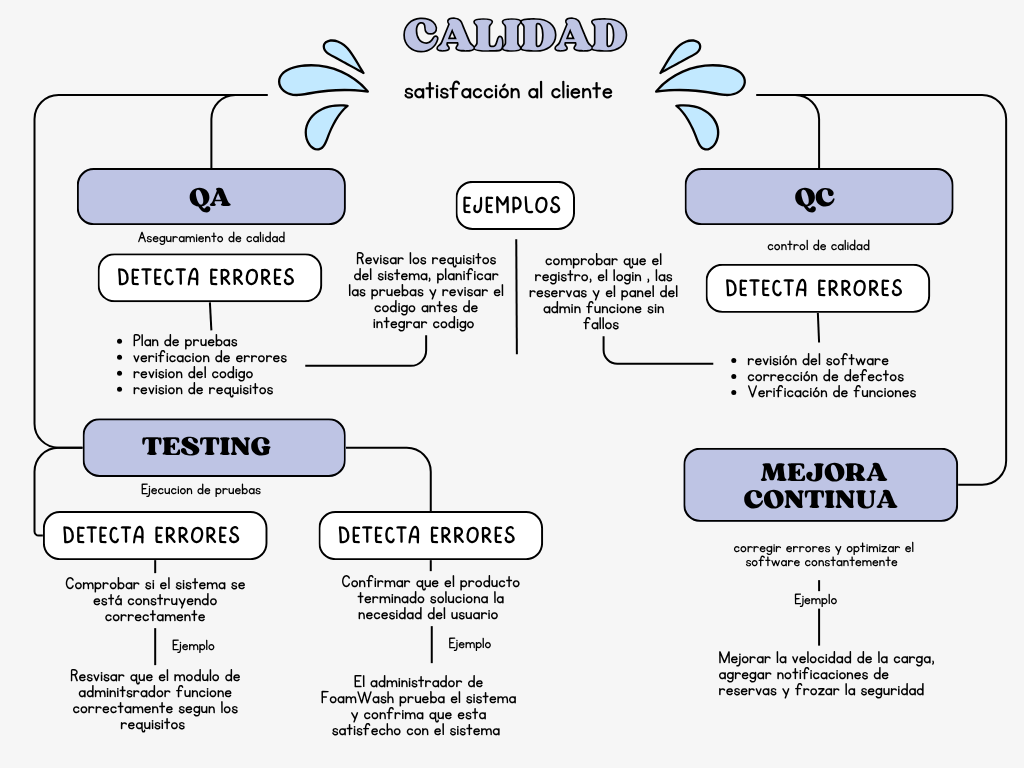 CALIDAD
satisfacción al cliente
QA
Aseguramiento de calidad
DETECTA ERRORES
• Plan de pruebas
• verificacion de errores
• revision del codigo
• revision de requisitos
EJEMPLOS
Revisar los requisitos
del sistema, planificar
las pruebas y revisar el
codigo antes de
integrar codigo
comprobar que el
registro, el login , las
reservas y el panel del
admin funcione sin
fallos
QC
control de calidad
DETECTA ERRORES
• revisión del software
• corrección de defectos
• Verificación de funciones
TESTING
Ejecucion de pruebas
DETECTA ERRORES
Comprobar si el sistema se
está construyendo
correctamente
Ejemplo
Resvisar que el modulo de
adminitsrador funcione
correctamente segun los
requisitos
DETECTA ERRORES
Confirmar que el producto
terminado soluciona la
necesidad del usuario
Ejemplo
El administrador de
FoamWash prueba el sistema
y confrima que esta
satisfecho con el sistema
MEJORA
CONTINUA
corregir errores y optimizar el
software constantemente
Ejemplo
Mejorar la velocidad de la carga,
agregar notificaciones de
reservas y frozar la seguridad